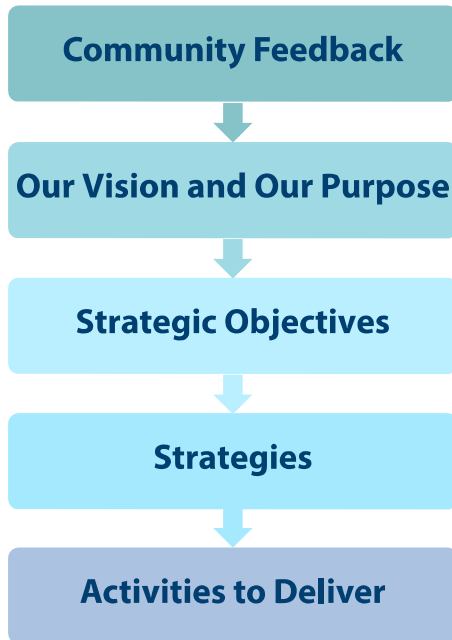 Community Feedback
Our Vision and Our Purpose
Strategic Objectives
Strategies
Activities to Deliver